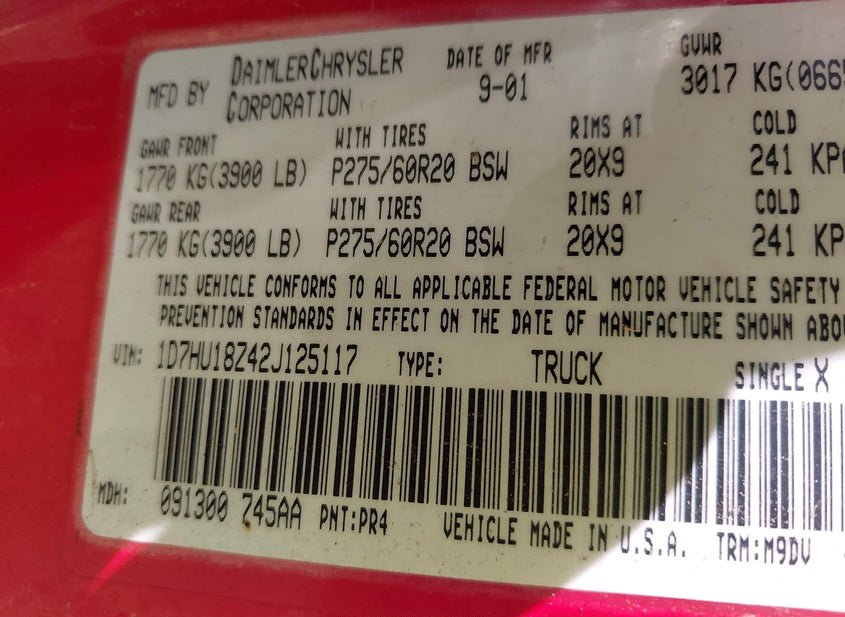 MFD BY DAIMLERCHRYSLER CORPORATION DATE OF MFR 9-01 GVWR 3017 KG(066
GAWR FRONT WITH TIRES RIMS AT COLD
1770 KG(3900 LB) P275/60R20 BSW 20X9 241 KP
GAWR REAR WITH TIRES RIMS AT COLD
1770 KG(3900 LB) P275/60R20 BSW 20X9 241 KP
THIS VEHICLE CONFORMS TO ALL APPLICABLE FEDERAL MOTOR VEHICLE SAFETY
PREVENTION STANDARDS IN EFFECT ON THE DATE OF MANUFACTURE SHOWN ABO
VIN: 1D7HU18Z42J125117 TYPE: TRUCK SINGLE X
MDH: 091300 745AA PNT:PR4 VEHICLE MADE IN U.S.A. TRM:M9DV